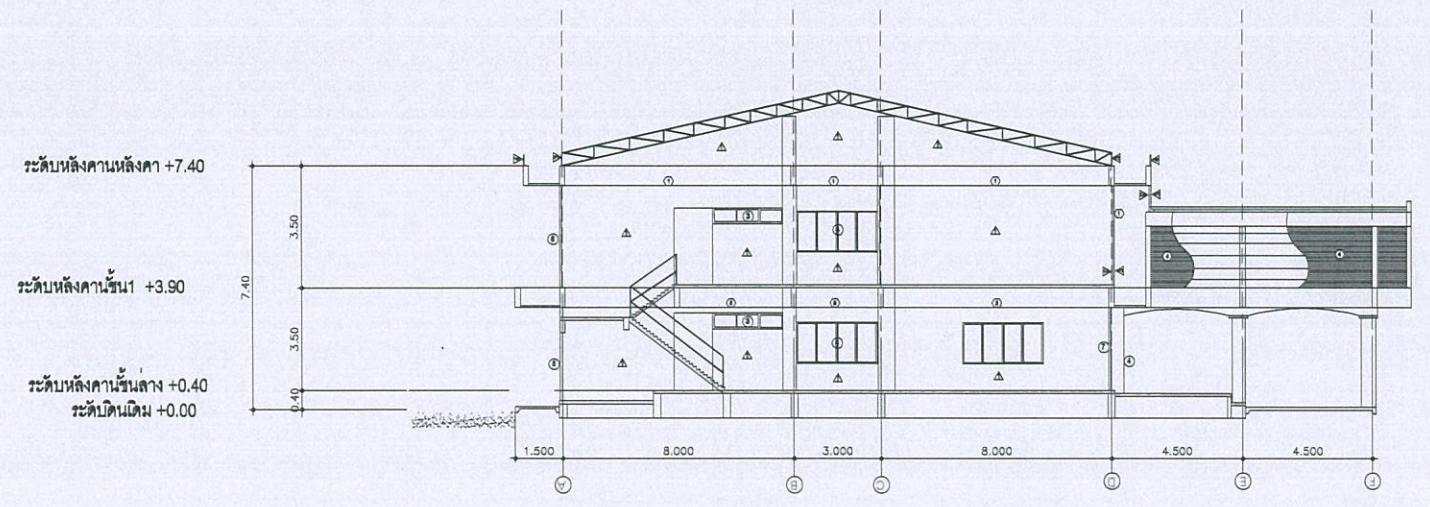 ระดับหลังคานหลังคา +7.40
3.50
7.40
ระดับหลังคานชั้น1 +3.90
3.50
ระดับหลังคานชั้นล่าง +0.40
0.40
ระดับดินเดิม +0.00
1.500 8.000 3.000 8.000 4.500 4.500
A B C D E F